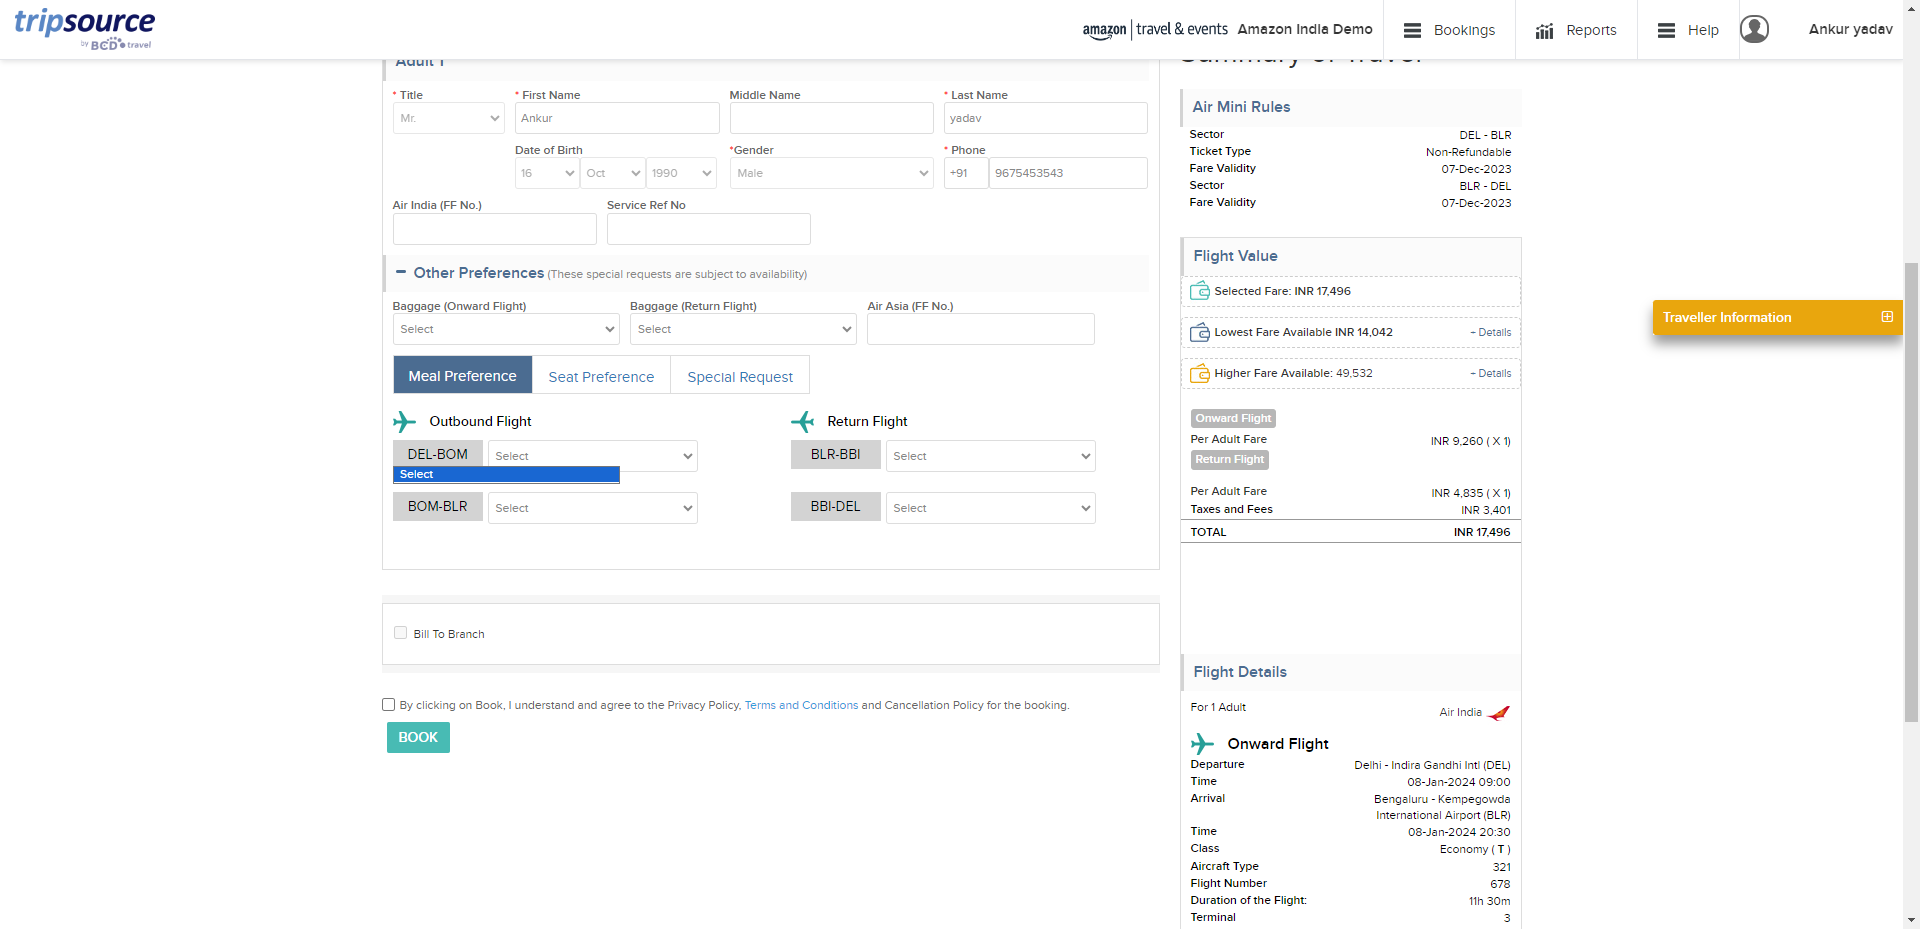 tripsource
by BCD travel
amazon travel & events Amazon India Demo
Bookings
Reports
Help
Ankur yadav
Adult 1
* Title
* First Name
Middle Name
* Last Name
Mr.
Ankur
yadav
Date of Birth
*Gender
* Phone
16
Oct
1990
Male
+91
9675453543
Air India (FF No.)
Service Ref No
Other Preferences (These special requests are subject to availability)
Baggage (Onward Flight)
Baggage (Return Flight)
Air Asia (FF No.)
Select
Select
Meal Preference
Seat Preference
Special Request
Outbound Flight
Return Flight
DEL-BOM
Select
BLR-BBI
Select
Select
BOM-BLR
Select
BBI-DEL
Select
Bill To Branch
By clicking on Book, I understand and agree to the Privacy Policy, Terms and Conditions and Cancellation Policy for the booking.
BOOK
Summary of Travel
Air Mini Rules
Sector DEL - BLR
Ticket Type Non-Refundable
Fare Validity 07-Dec-2023
Sector BLR - DEL
Fare Validity 07-Dec-2023
Flight Value
Selected Fare: INR 17,496
Lowest Fare Available INR 14,042 + Details
Higher Fare Available: 49,532 + Details
Onward Flight
Per Adult Fare INR 9,260 ( X 1)
Return Flight
Per Adult Fare INR 4,835 ( X 1)
Taxes and Fees INR 3,401
TOTAL INR 17,496
Flight Details
For 1 Adult
Air India
Onward Flight
Departure Delhi - Indira Gandhi Intl (DEL)
Time 08-Jan-2024 09:00
Arrival Bengaluru - Kempegowda
International Airport (BLR)
Time 08-Jan-2024 20:30
Class Economy ( T )
Aircraft Type 321
Flight Number 678
Duration of the Flight: 11h 30m
Terminal 3
Traveller Information